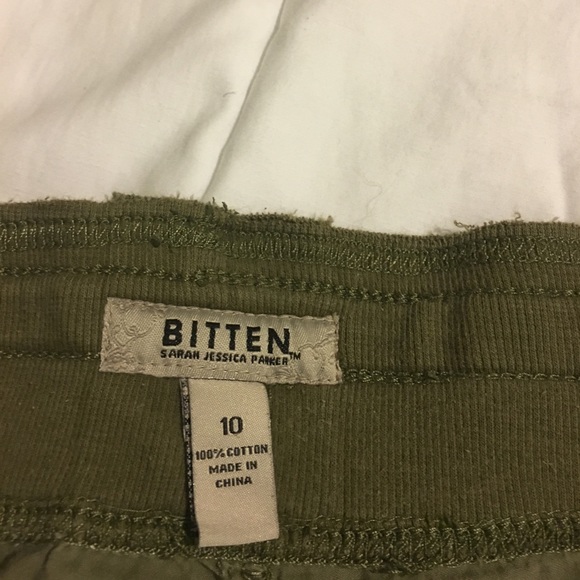 BITTEN
SARAH JESSICA PARKER™
10
100% COTTON
MADE IN
CHINA